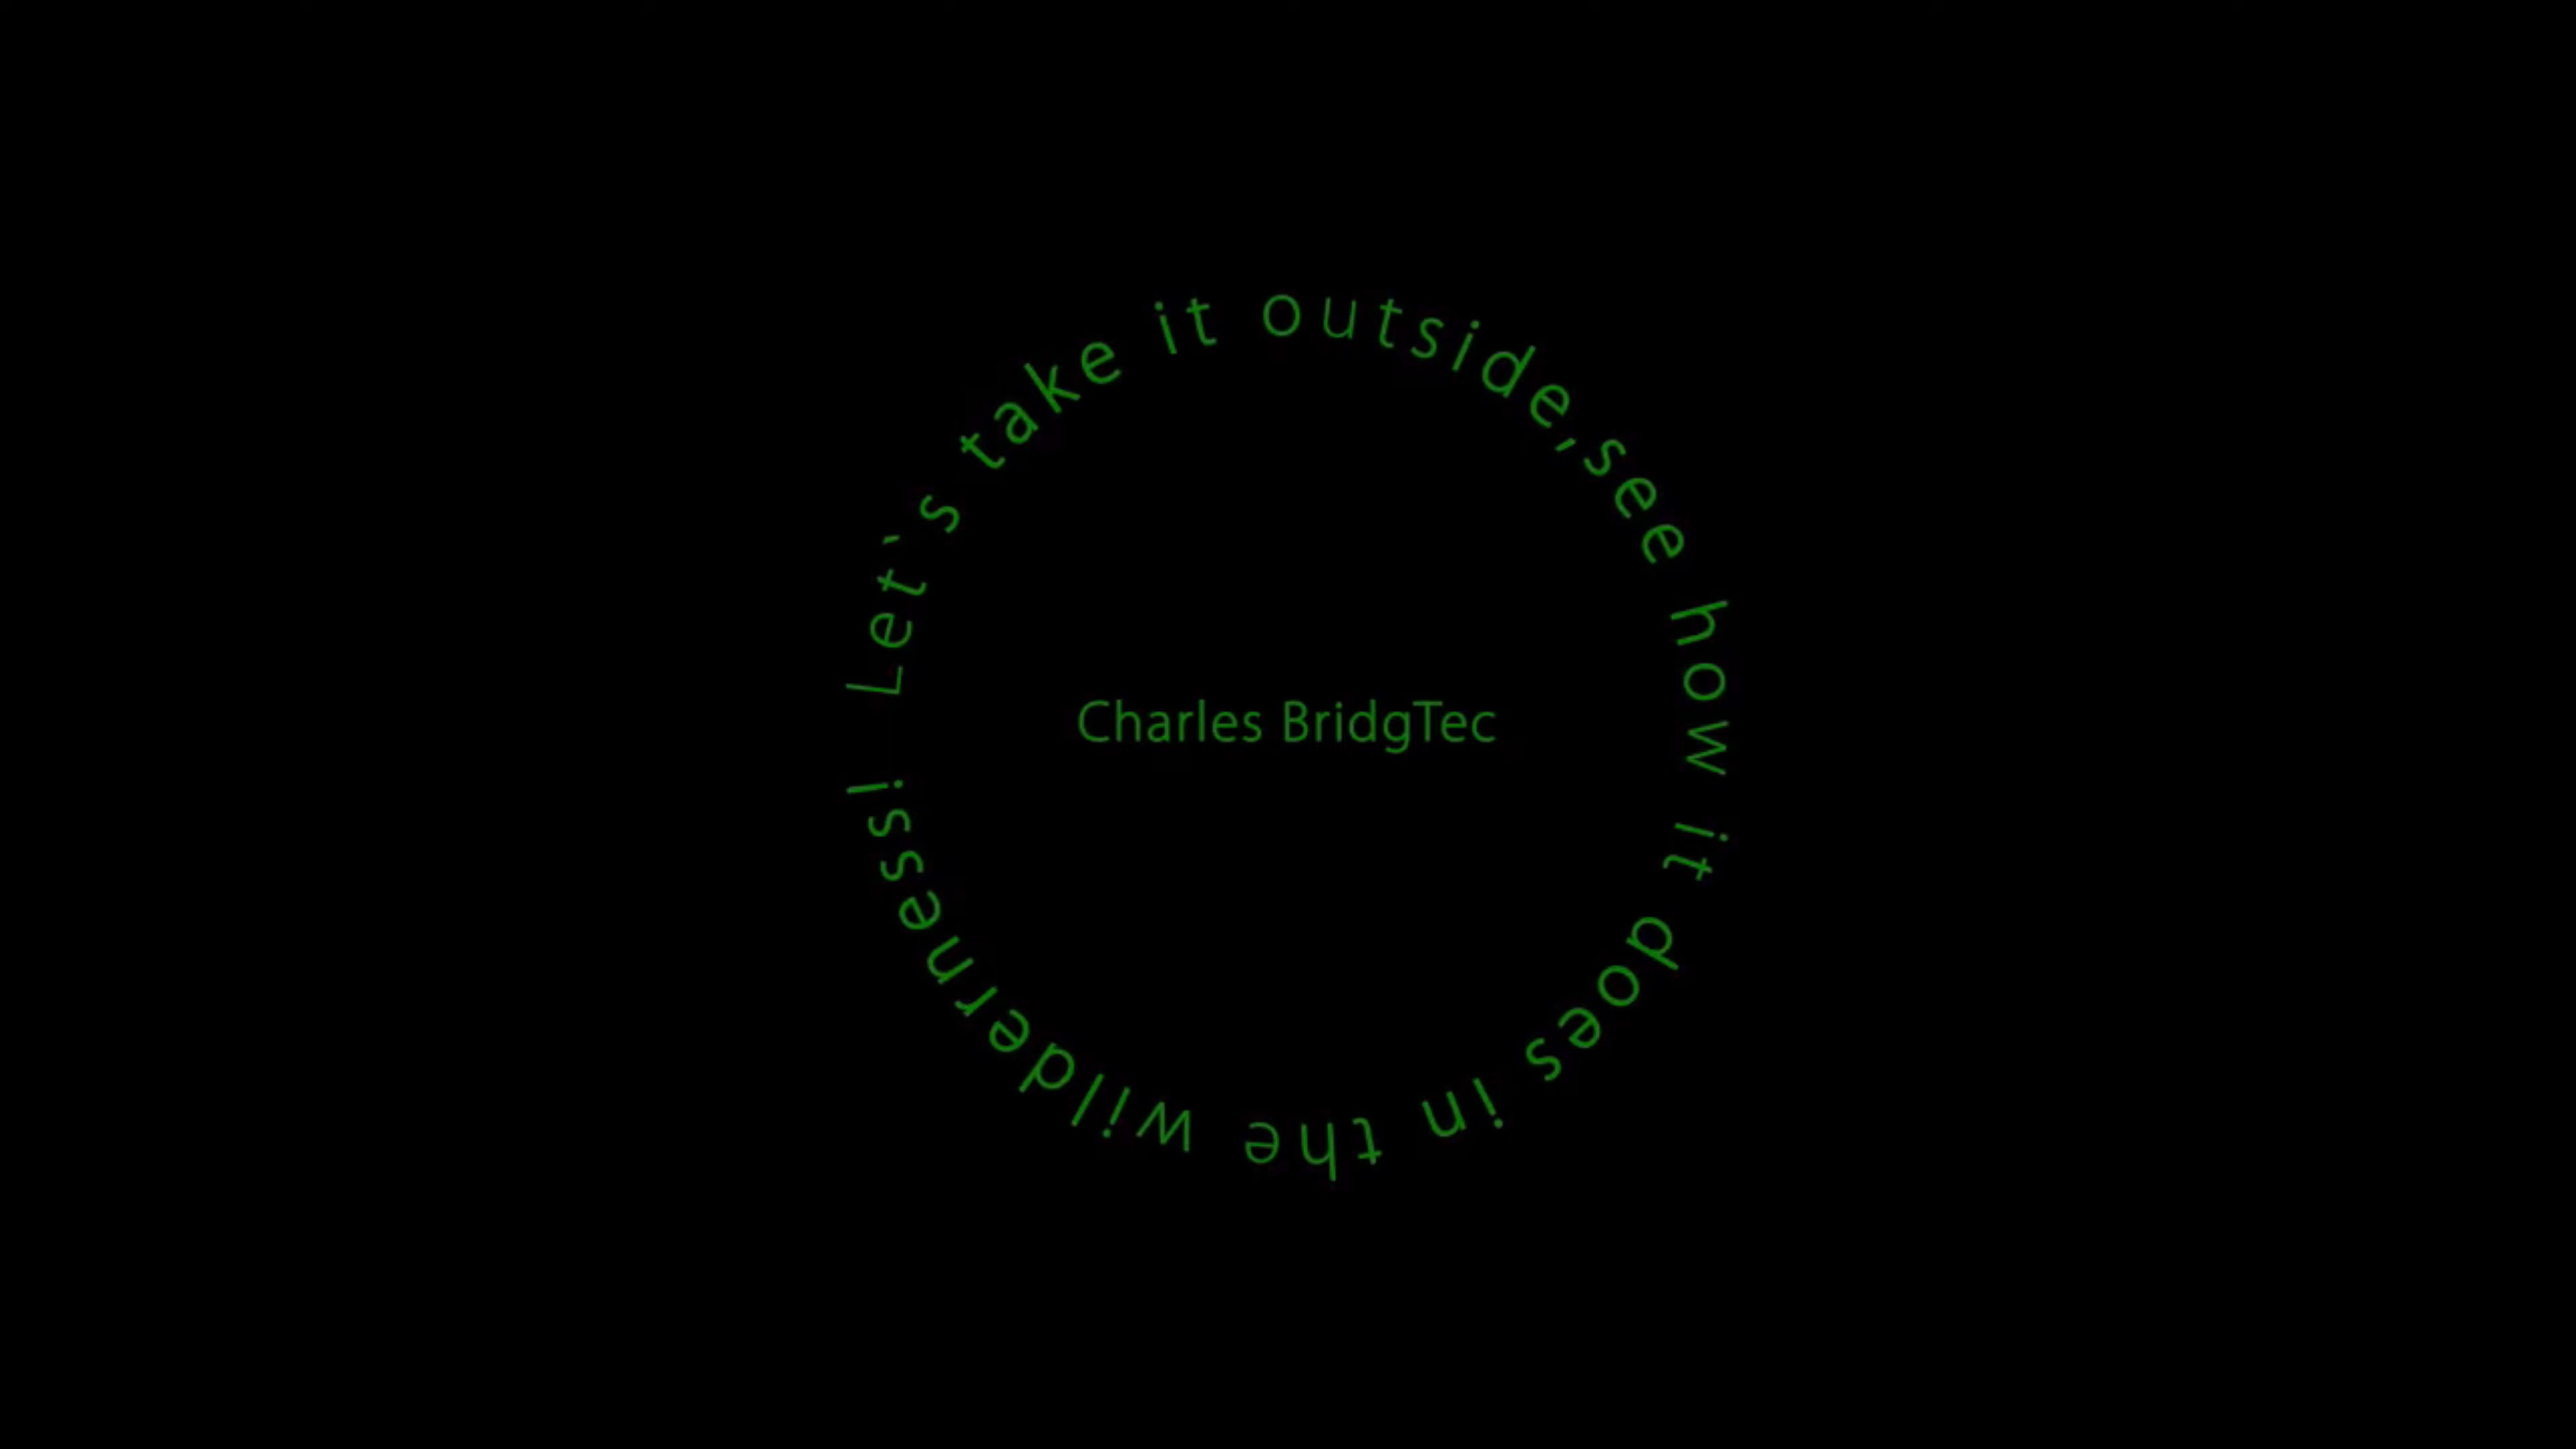 Let`s take it outside,see how it does in the wilderness!
Charles BridgTec